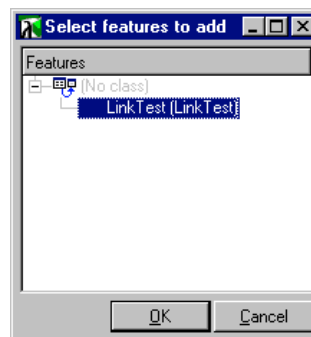 Select features to add
Features
(No class)
LinkTest (LinkTest)
OK
Cancel